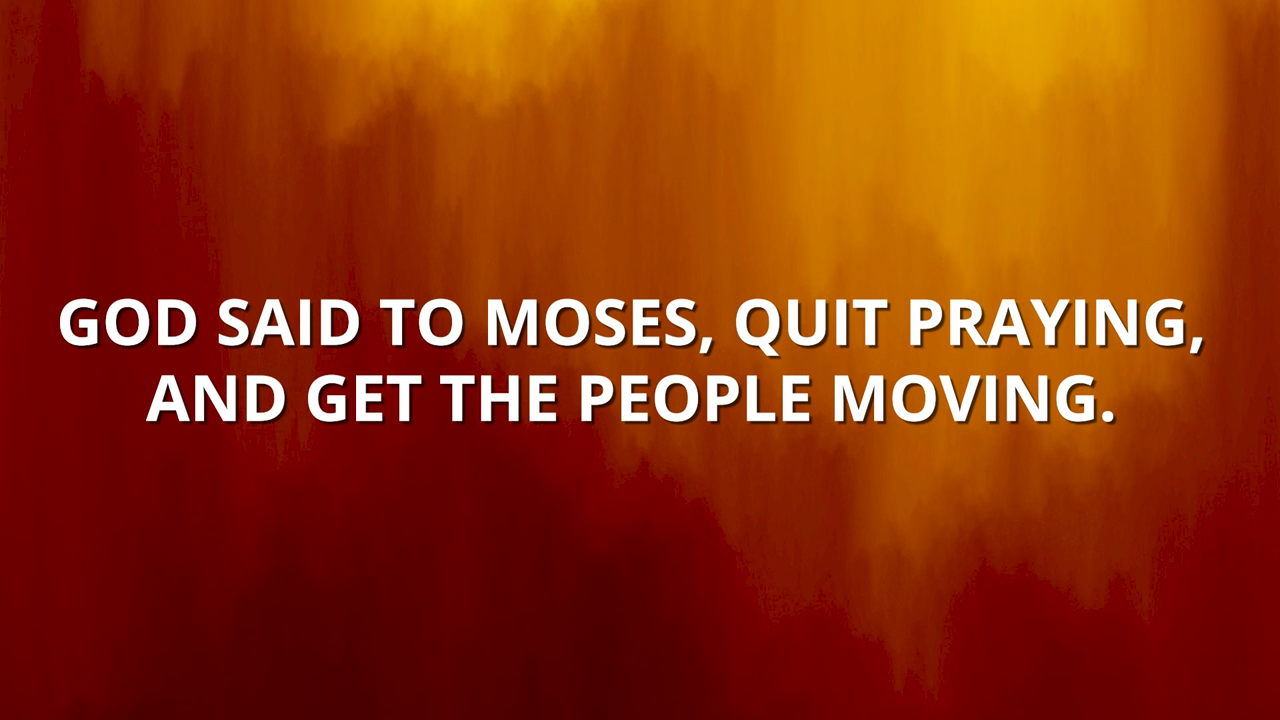 GOD SAID TO MOSES, QUIT PRAYING,
AND GET THE PEOPLE MOVING.